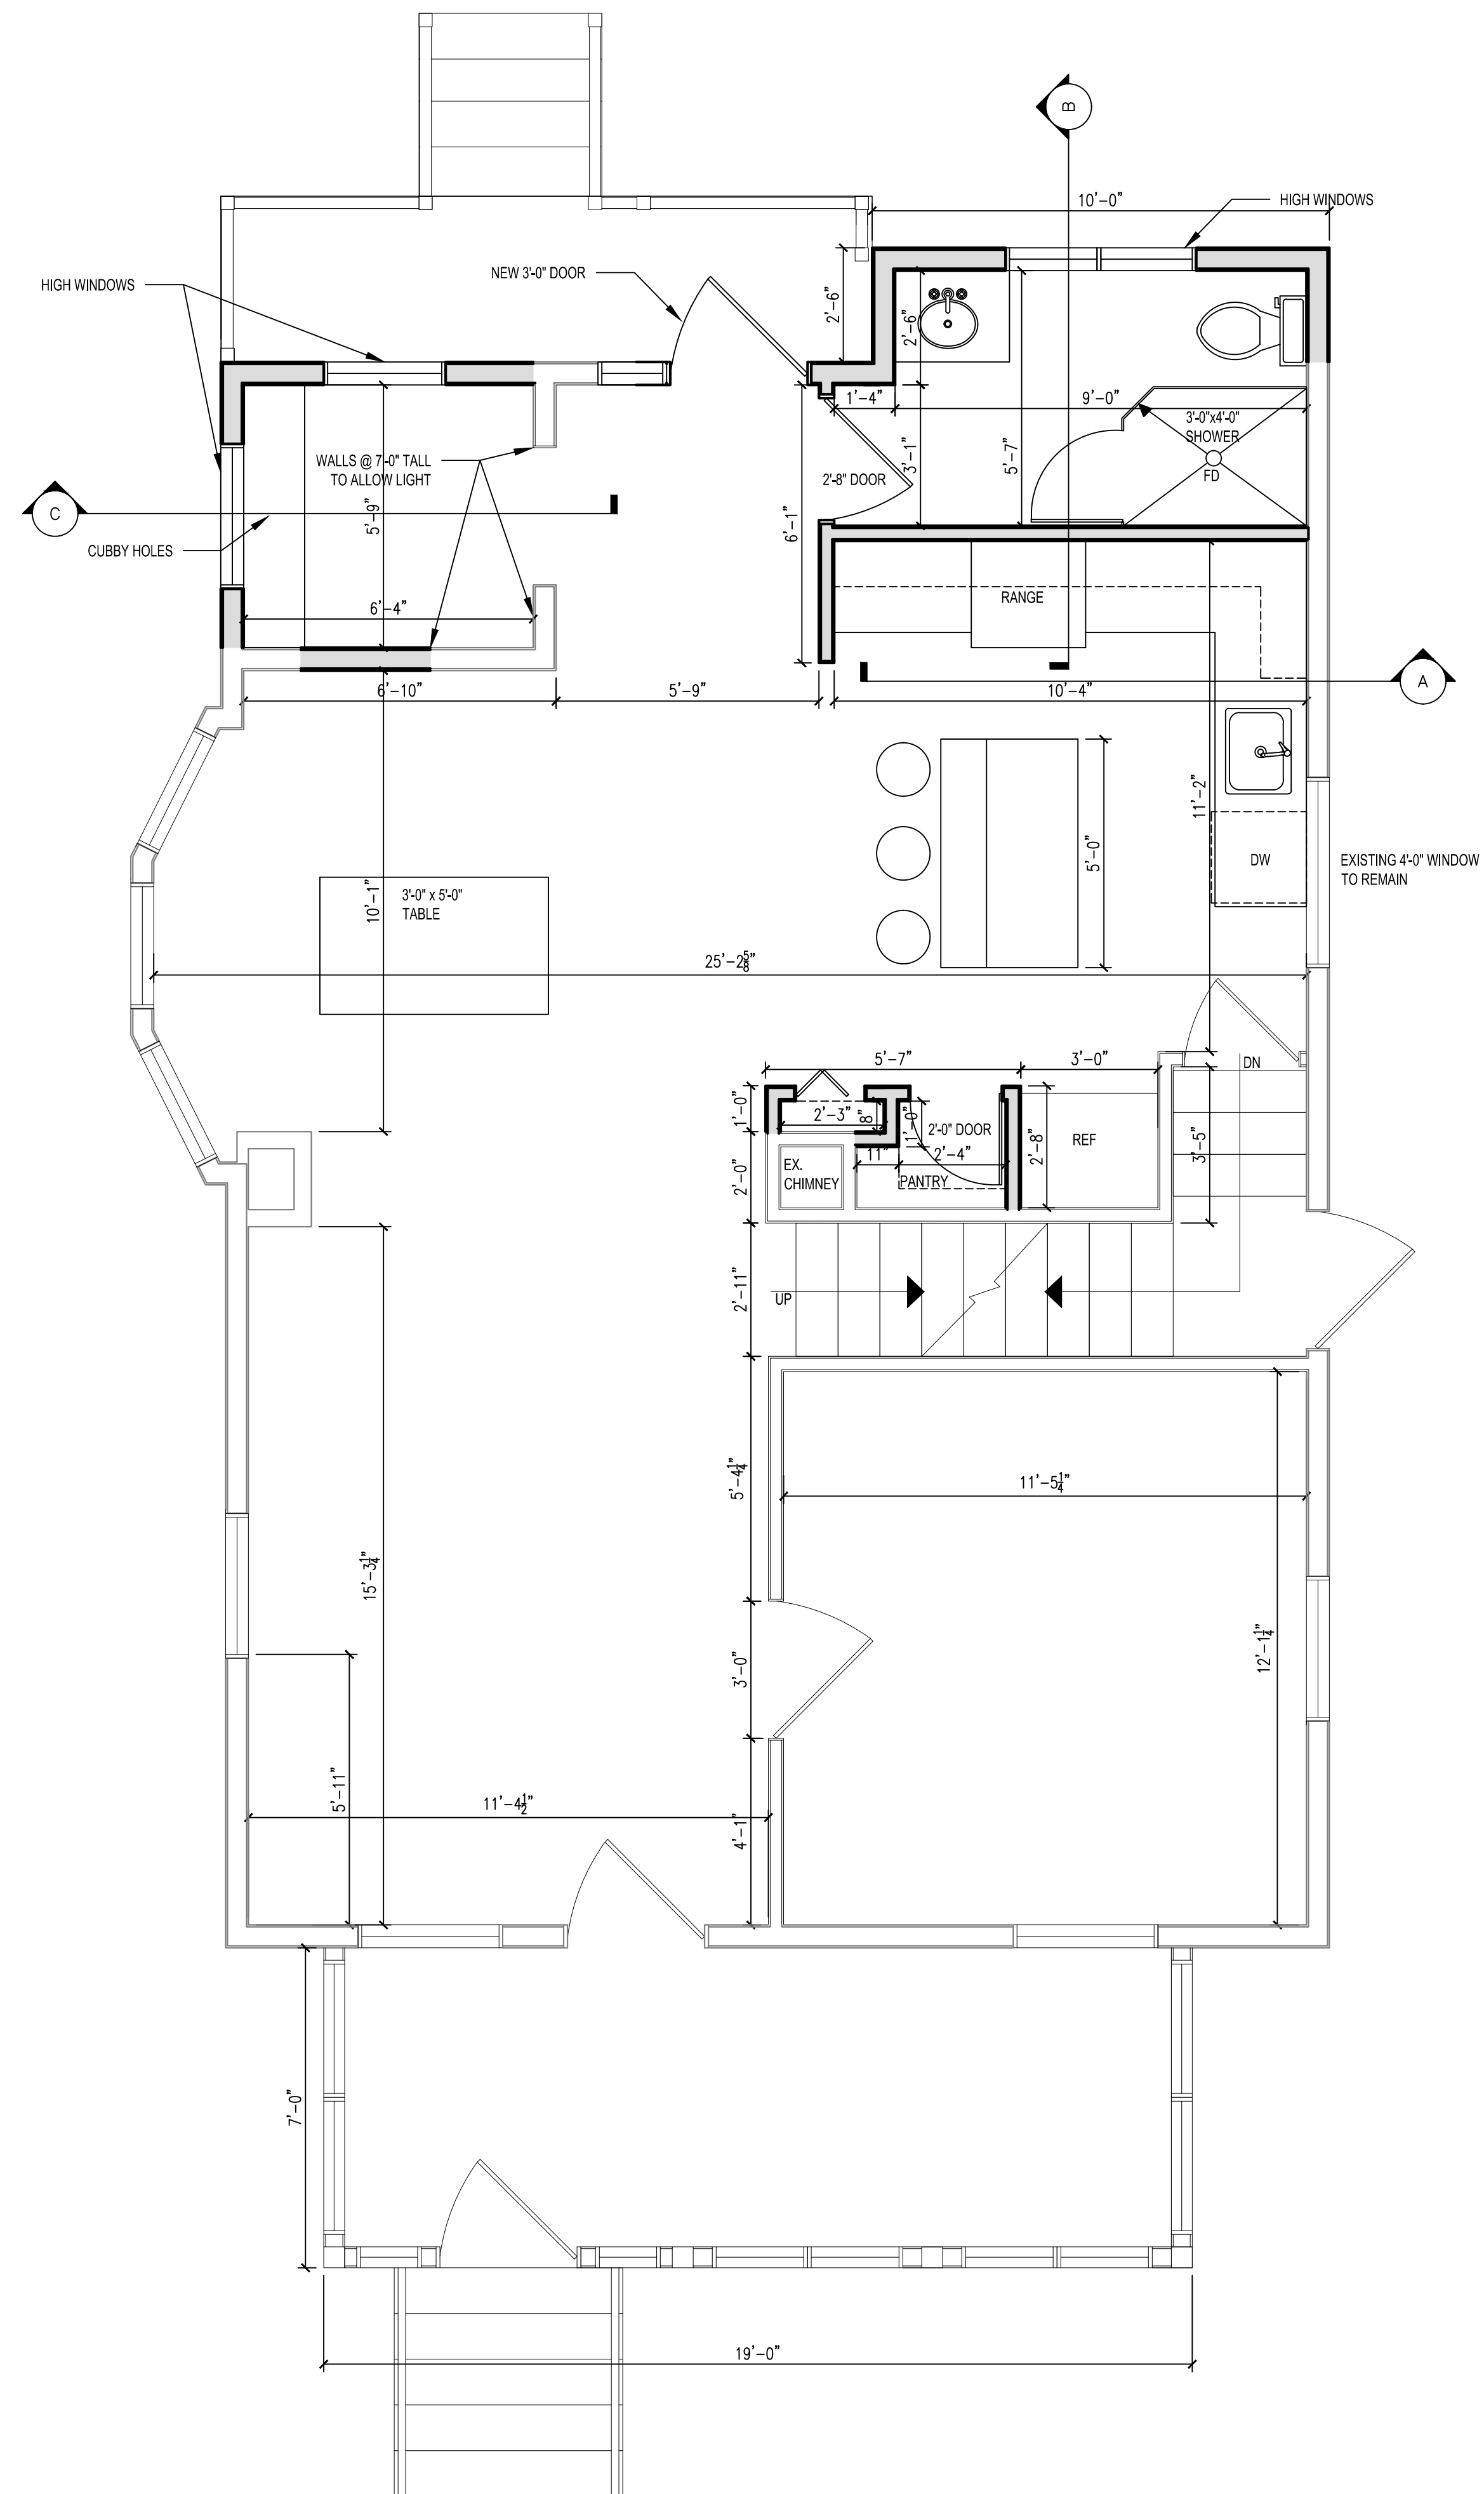 B
10'-0"
HIGH WINDOWS
NEW 3'-0" DOOR
HIGH WINDOWS
2'-6"
2'-6"
1'-4"
9'-0"
3'-0"x4'-0"
SHOWER
FD
WALLS @ 7'-0" TALL
TO ALLOW LIGHT
2'-8" DOOR
3'-1"
5'-7"
C
5'-9"
6'-1"
CUBBY HOLES
6'-4"
RANGE
6'-10"
5'-9"
10'-4"
A
11'-2"
5'-0"
DW
EXISTING 4'-0" WINDOW
TO REMAIN
10'-1"
3'-0" x 5'-0"
TABLE
25'-2 5/8"
5'-7"
3'-0"
DN
1'-0"
2'-3"
8"
1'-0"
2'-0" DOOR
2'-8"
REF
3'-5"
2'-0"
EX.
CHIMNEY
11"
2'-4"
PANTRY
2'-11"
UP
5'-4 1/4"
11'-5 1/4"
15'-3 1/4"
3'-0"
12'-1 1/4"
5'-11"
11'-4 1/2"
4'-1"
7'-0"
19'-0"